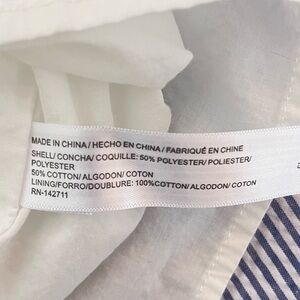 MADE IN CHINA / HECHO EN CHINA / FABRIQUÉ EN CHINE
SHELL/ CONCHA/ COQUILLE: 50% POLYESTER/ POLIESTER/
POLYESTER
50% COTTON/ ALGODON/ COTON
LINING/FORRO/DOUBLURE: 100%COTTON/ ALGODON/ COTON
RN-142711